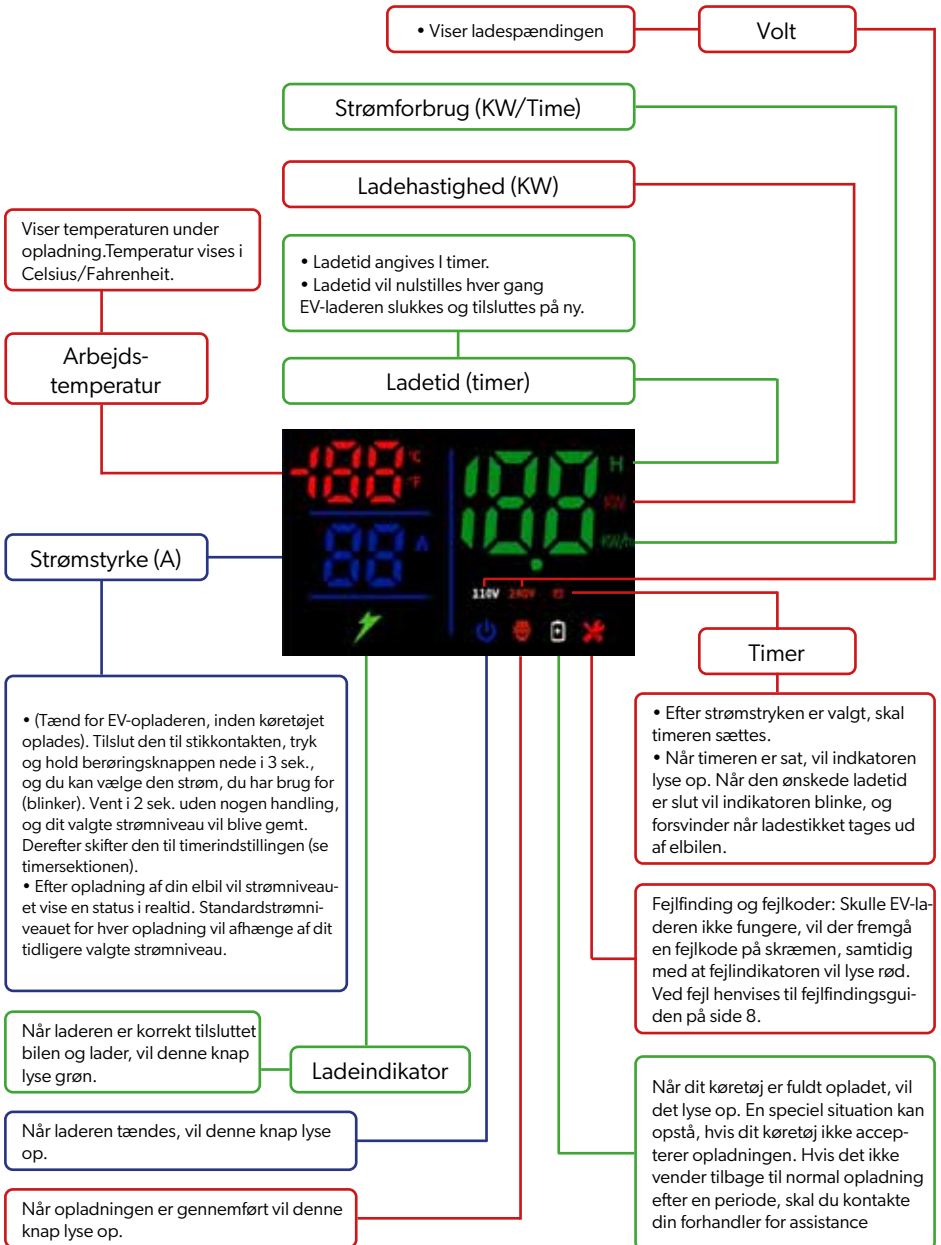 • Viser ladespændingen
Volt
Strømforbrug (KW/Time)
Ladehastighed (KW)
Viser temperaturen under
opladning.Temperatur vises i
Celsius/Fahrenheit.
• Ladetid angives I timer.
• Ladetid vil nulstilles hver gang
EV-laderen slukkes og tilsluttes på ny.
Arbejds-
temperatur
Ladetid (timer)
-188 °C
°F
188 H
KW
KW/h
88 A
110V 240V
Strømstyrke (A)
Timer
• (Tænd for EV-opladeren, inden køretøjet
oplades). Tilslut den til stikkontakten, tryk
og hold berøringsknappen nede i 3 sek.,
og du kan vælge den strøm, du har brug for
(blinker). Vent i 2 sek. uden nogen handling,
og dit valgte strømniveau vil blive gemt.
Derefter skifter den til timerindstillingen (se
timersektionen).
• Efter opladning af din elbil vil strømniveau-
et vise en status i realtid. Standardstrømni-
veauet for hver opladning vil afhænge af dit
tidligere valgte strømniveau.
• Efter strømstryken er valgt, skal
timeren sættes.
• Når timeren er sat, vil indkatoren
lyse op. Når den ønskede ladetid
er slut vil indikatoren blinke, og
forsvinder når ladestikket tages ud
af elbilen.
Fejlfinding og fejlkoder: Skulle EV-la-
deren ikke fungere, vil der fremgå
en fejlkode på skræmen, samtidig
med at fejlindikatoren vil lyse rød.
Ved fejl henvises til fejlfindingsgui-
den på side 8.
Når laderen er korrekt tilsluttet
bilen og lader, vil denne knap
lyse grøn.
Ladeindikator
Når laderen tændes, vil denne knap lyse
op.
Når opladningen er gennemført vil denne
knap lyse op.
Når dit køretøj er fuldt opladet, vil
det lyse op. En speciel situation kan
opstå, hvis dit køretøj ikke accep-
terer opladningen. Hvis det ikke
vender tilbage til normal opladning
efter en periode, skal du kontakte
din forhandler for assistance